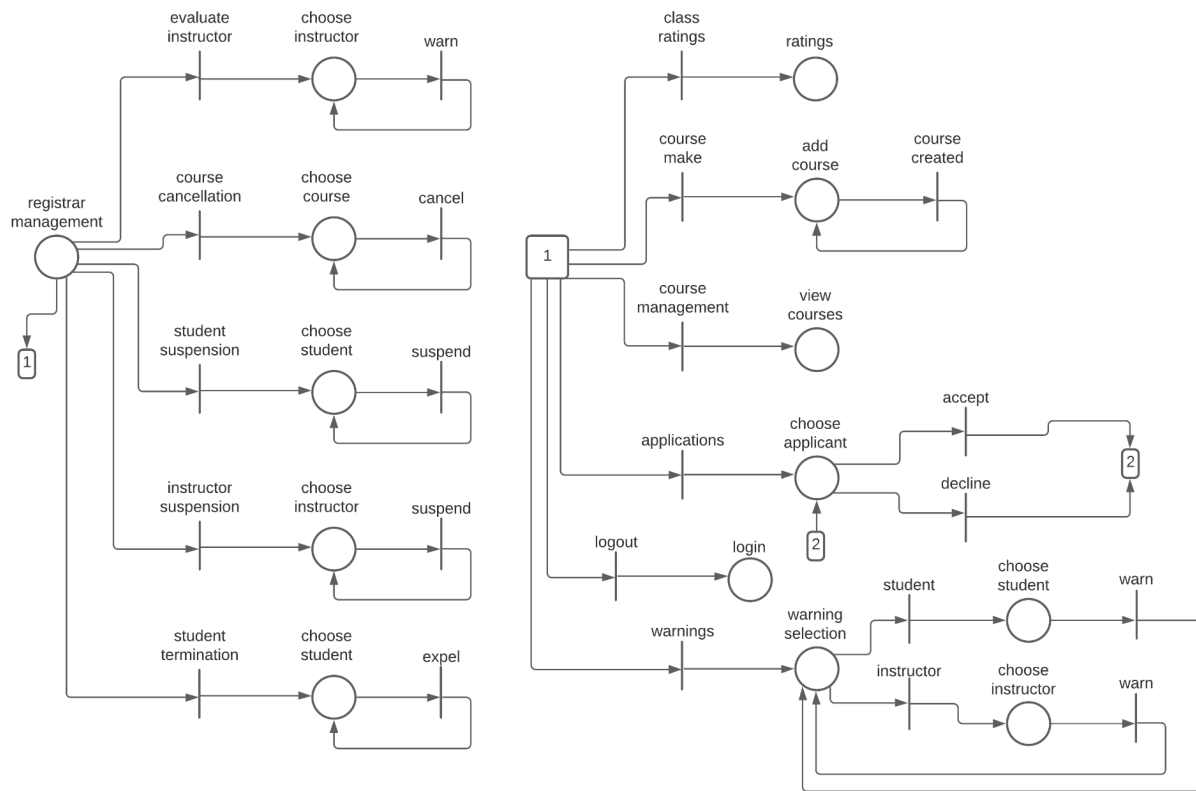 evaluate
instructor
choose
instructor
warn
course
cancellation
choose
course
cancel
registrar
management
1
student
suspension
choose
student
suspend
instructor
suspension
choose
instructor
suspend
student
termination
choose
student
expel
class
ratings
ratings
course
make
add
course
course
created
1
course
management
view
courses
applications
choose
applicant
accept
decline
2
2
logout
login
warnings
warning
selection
student
choose
student
warn
instructor
choose
instructor
warn